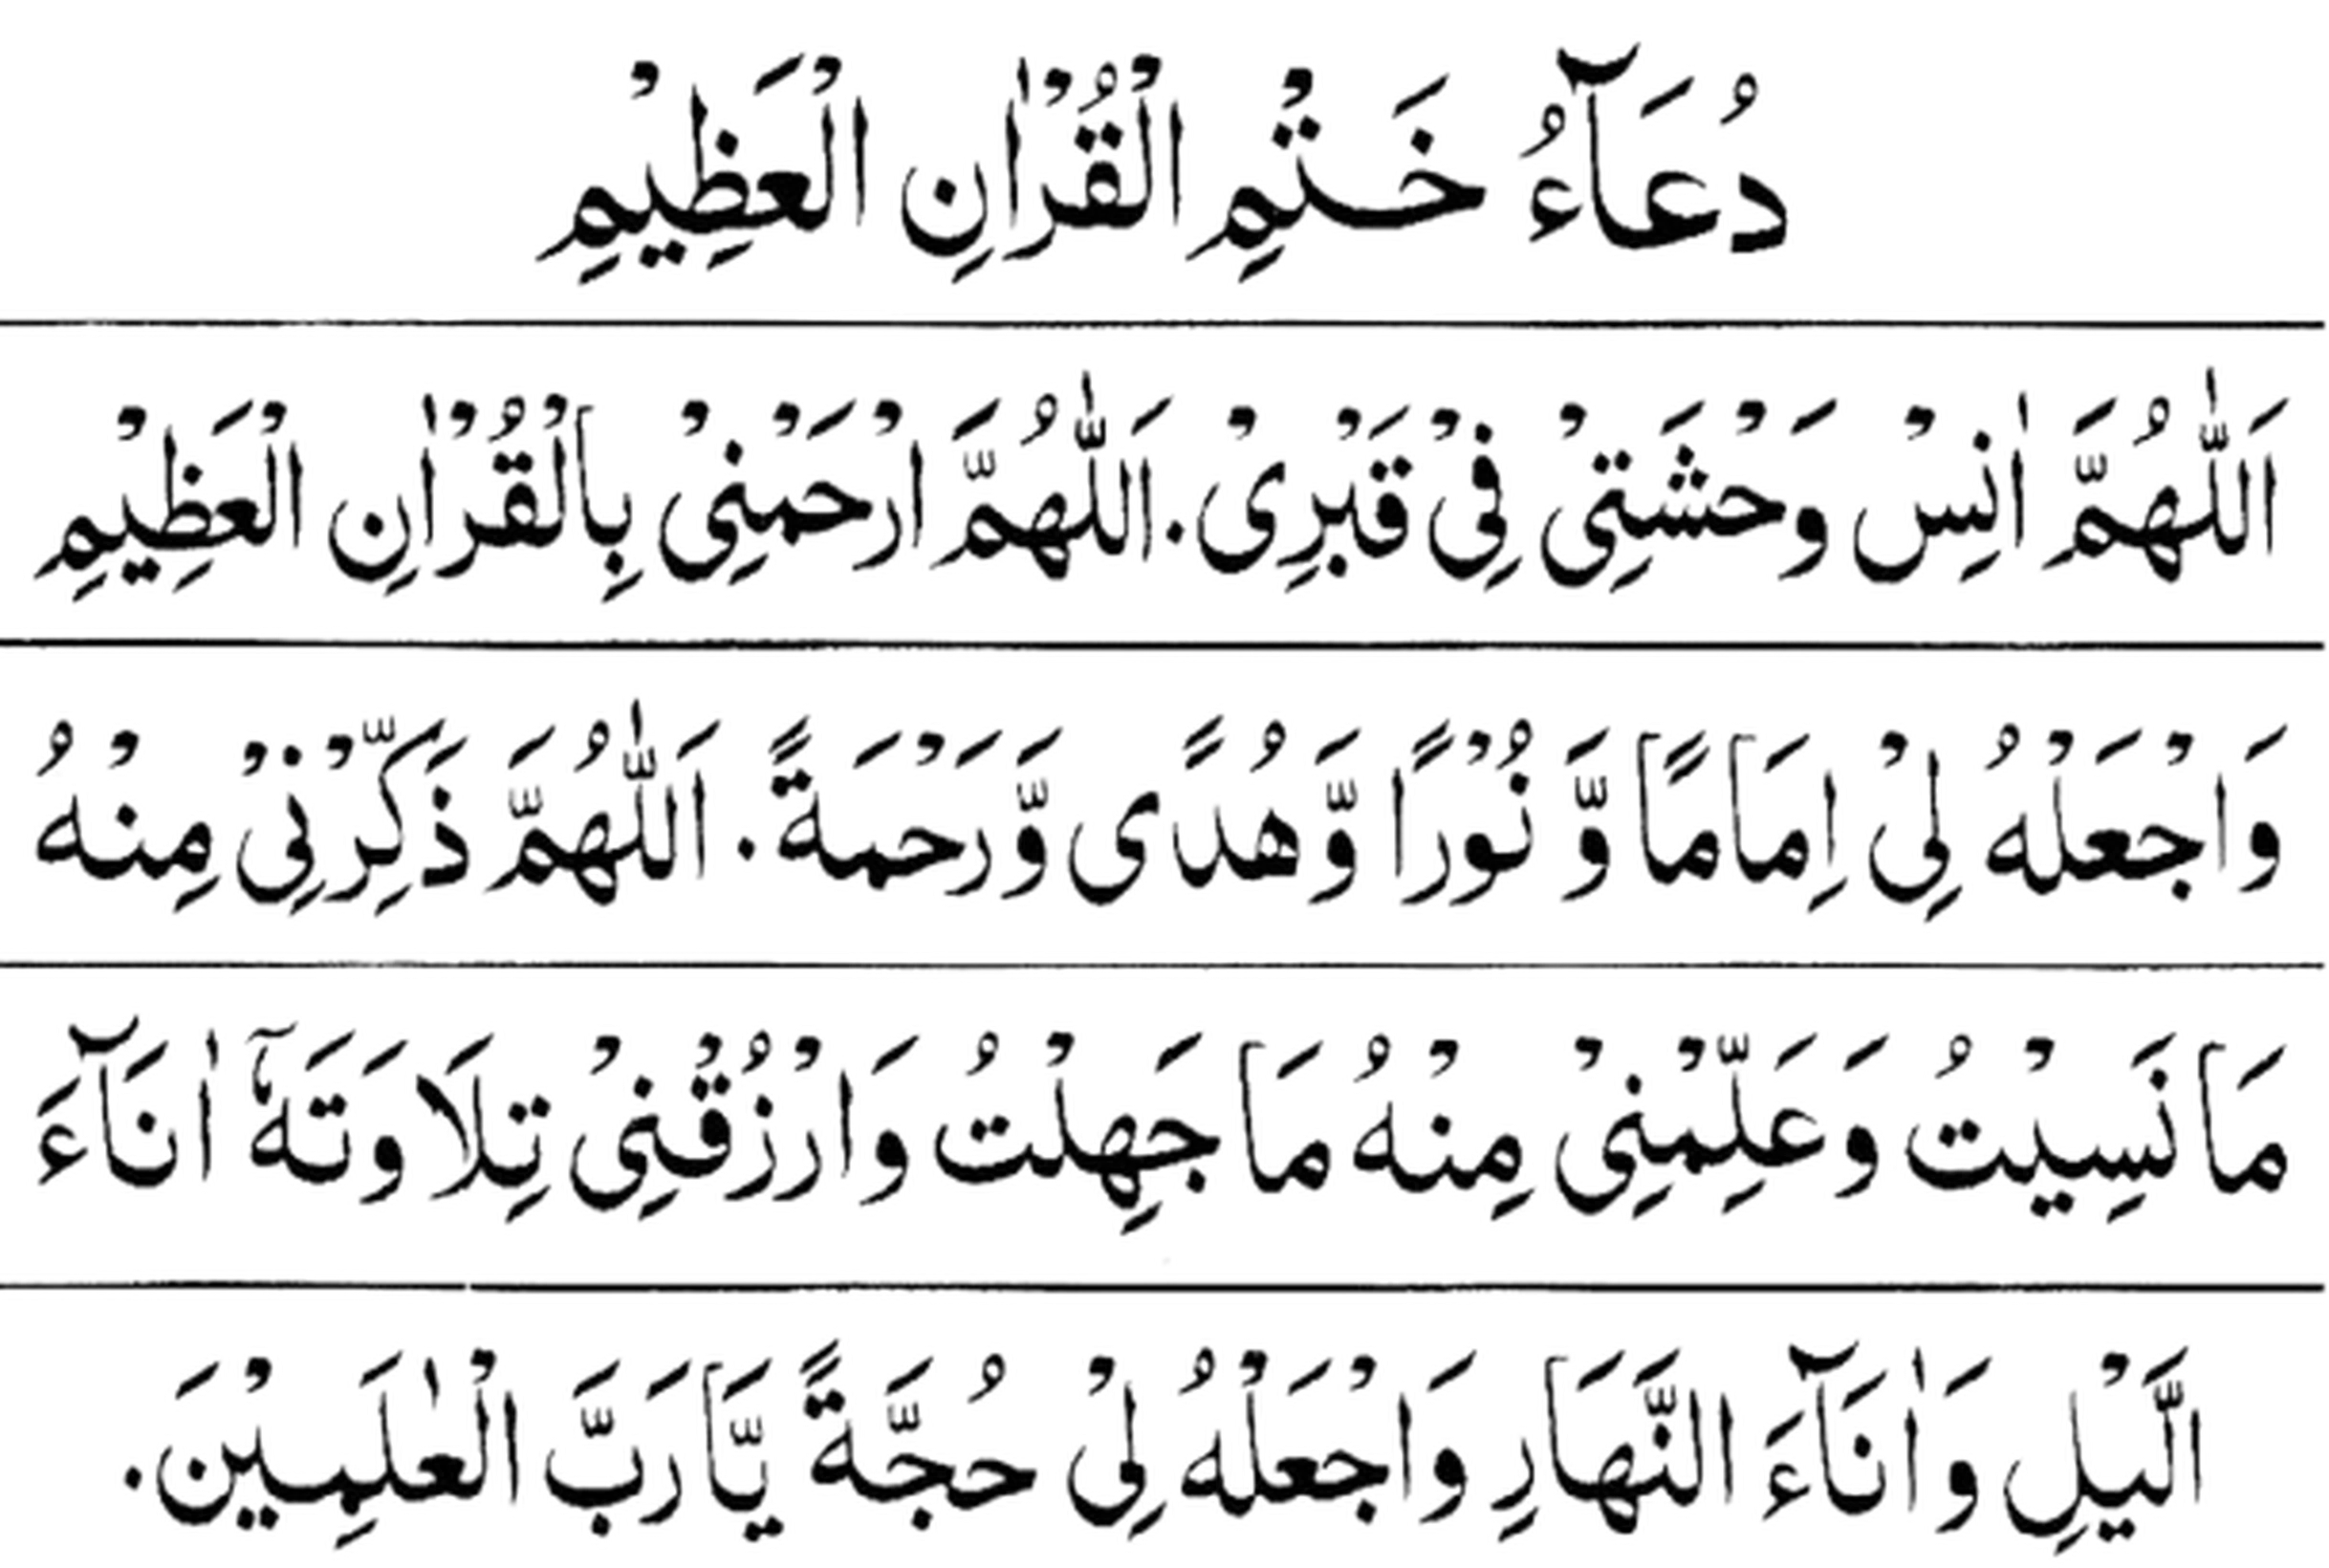 دُعَآءُ خَتْمِ الْقُرْاٰنِ الْعَظِيْمِ
اَللّٰهُمَّ اٰنِسْ وَحْشَتِیْ فِیْ قَبْرِیْ. اَللّٰهُمَّ ارْحَمْنِیْ بِالْقُرْاٰنِ الْعَظِيْمِ
وَاجْعَلْهُ لِیْ اِمَامًا وَّ نُوْرًا وَّهُدًی وَّرَحْمَةً. اَللّٰهُمَّ ذَكِّرْنِیْ مِنْهُ
مَا نَسِيْتُ وَعَلِّمْنِیْ مِنْهُ مَا جَهِلْتُ وَارْزُقْنِیْ تِلَاوَتَهٗٓ اٰنَآءَ
الَّيْلِ وَاٰنَآءَ النَّهَارِ وَاجْعَلْهُ لِیْ حُجَّةً يَّا رَبَّ الْعٰلَمِيْنَ.